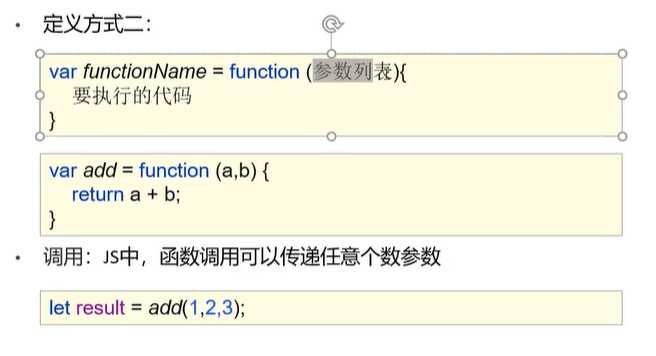 • 定义方式二：
var functionName = function (参数列表){
要执行的代码
}
var add = function (a,b) {
return a + b;
}
• 调用：JS中，函数调用可以传递任意个数参数
let result = add(1,2,3);